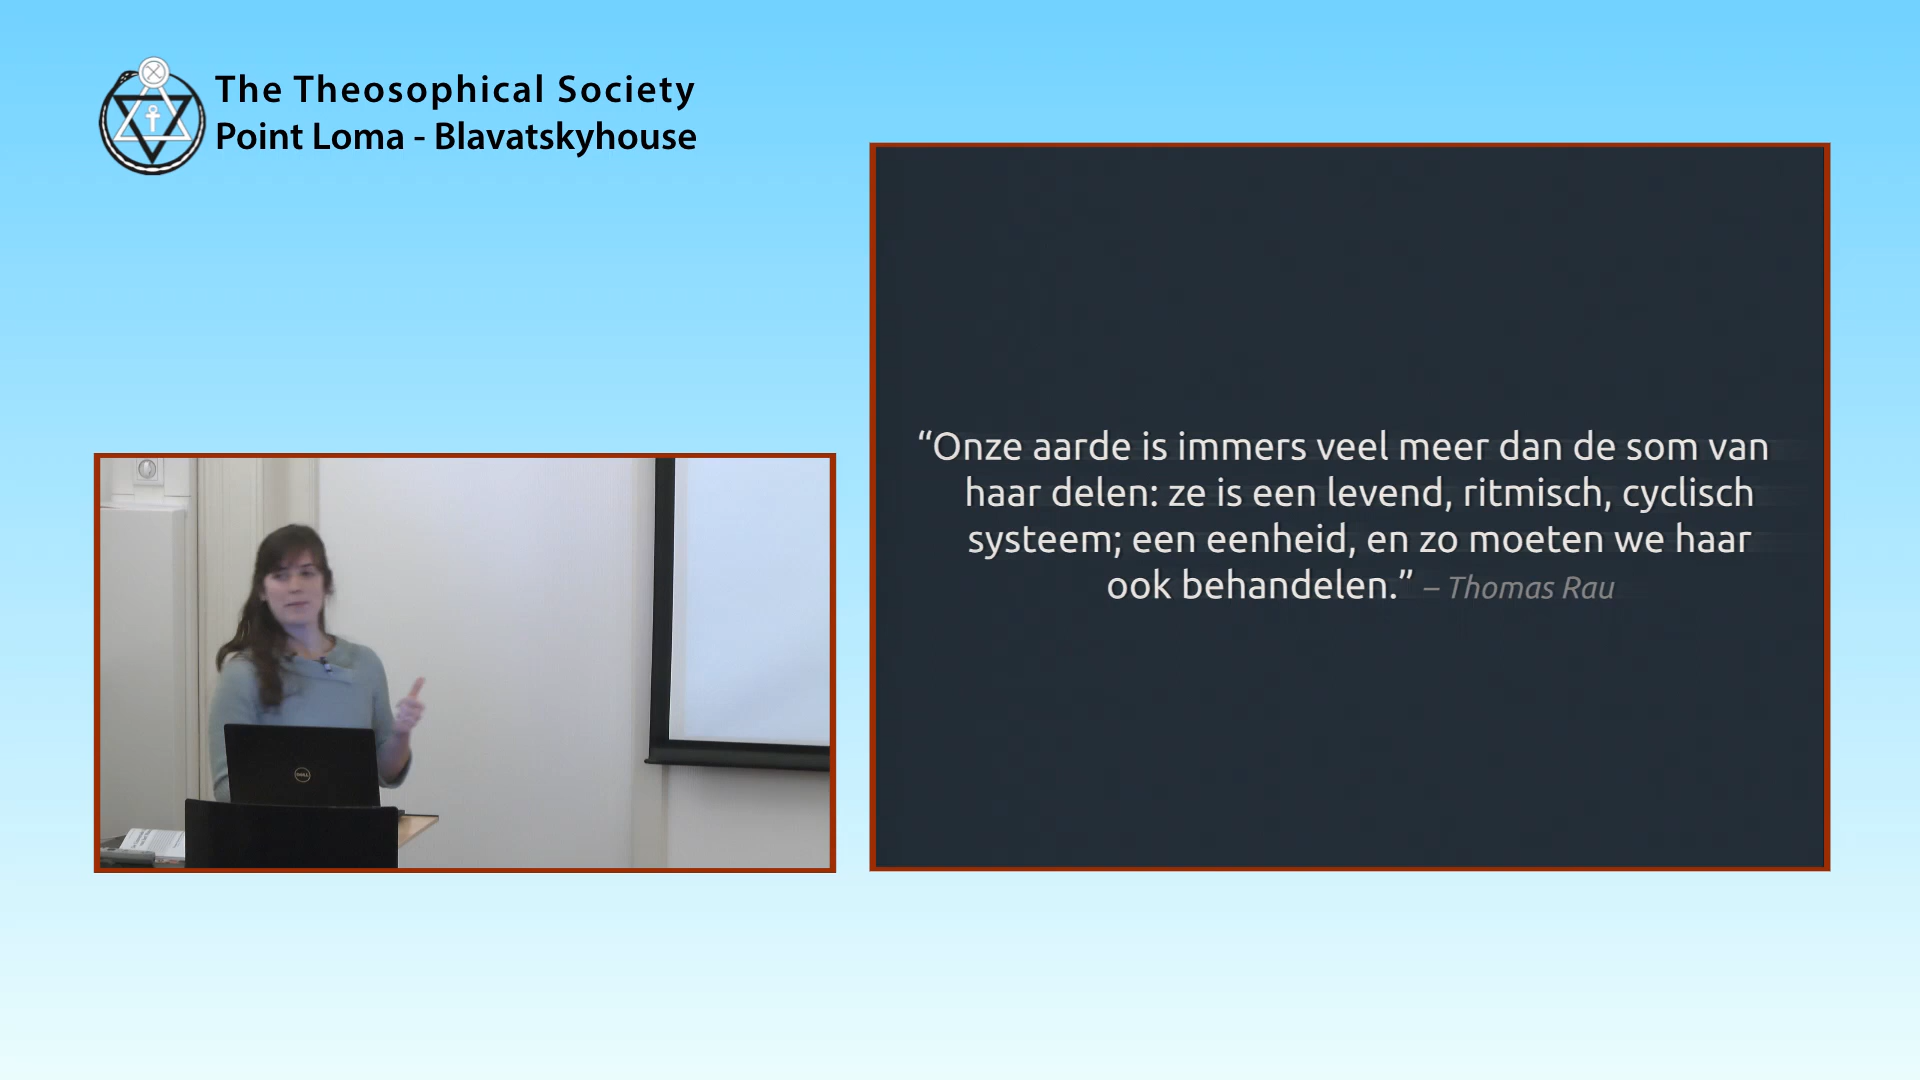 The Theosophical Society
Point Loma - Blavatskyhouse
“Onze aarde is immers veel meer dan de som van
haar delen: ze is een levend, ritmisch, cyclisch
systeem; een eenheid, en zo moeten we haar
ook behandelen.” – Thomas Rau
DELL